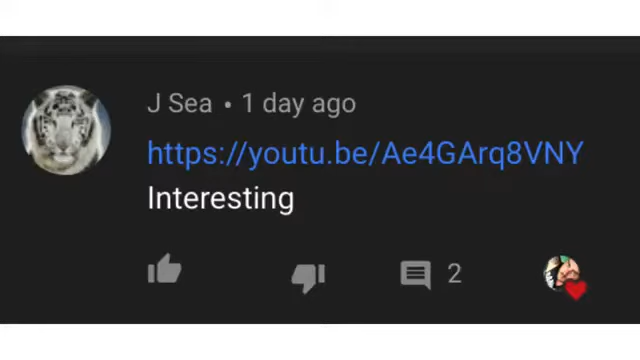 J Sea • 1 day ago
https://youtu.be/Ae4GArq8VNY
Interesting
2